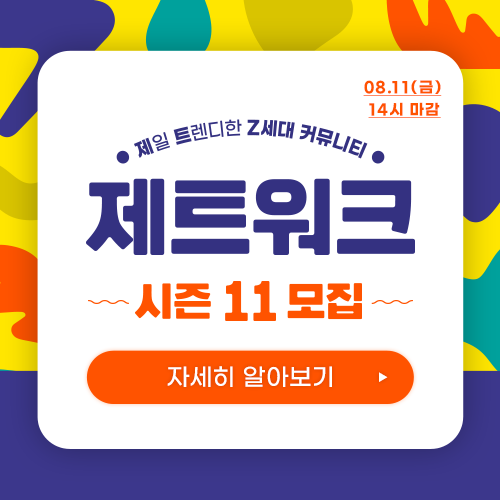 08.11(금)
14시 마감
제일 트렌디한 Z세대 커뮤니티
제트워크
시즌 11 모집
자세히 알아보기